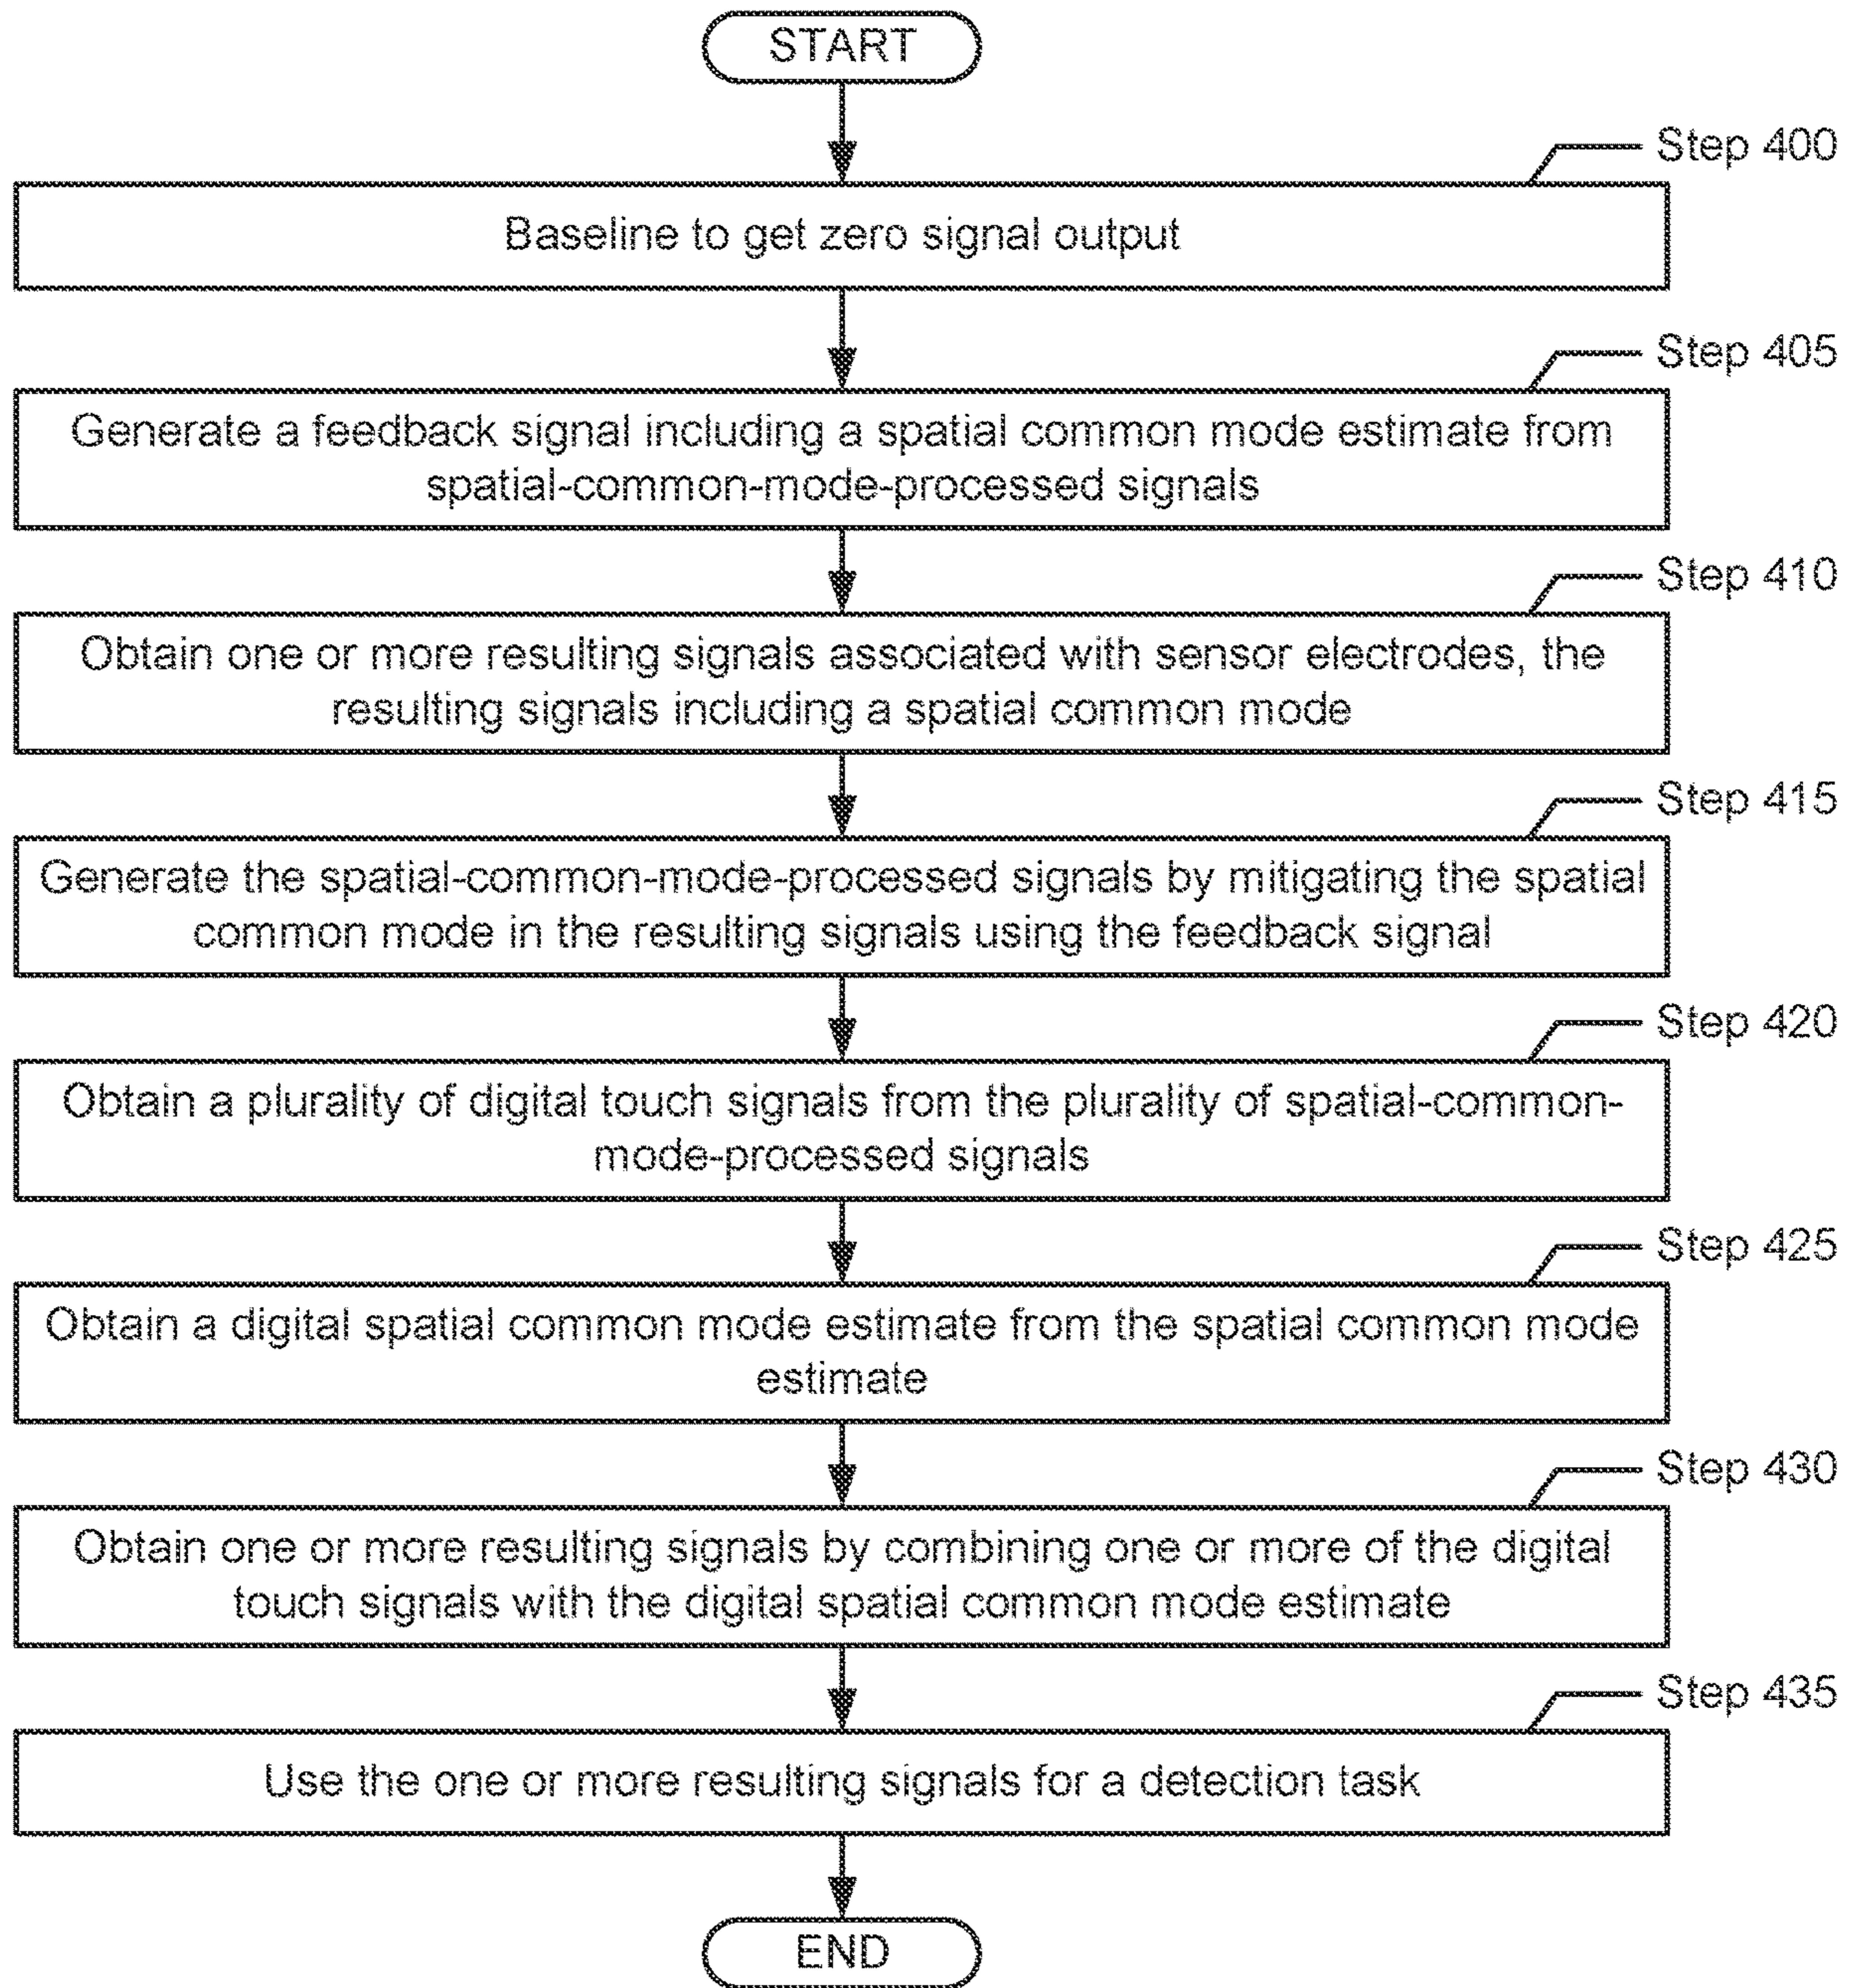 START
Step 400
Baseline to get zero signal output
Step 405
Generate a feedback signal including a spatial common mode estimate from
spatial-common-mode-processed signals
Step 410
Obtain one or more resulting signals associated with sensor electrodes, the
resulting signals including a spatial common mode
Step 415
Generate the spatial-common-mode-processed signals by mitigating the spatial
common mode in the resulting signals using the feedback signal
Step 420
Obtain a plurality of digital touch signals from the plurality of spatial-common-
mode-processed signals
Step 425
Obtain a digital spatial common mode estimate from the spatial common mode
estimate
Step 430
Obtain one or more resulting signals by combining one or more of the digital
touch signals with the digital spatial common mode estimate
Step 435
Use the one or more resulting signals for a detection task
END